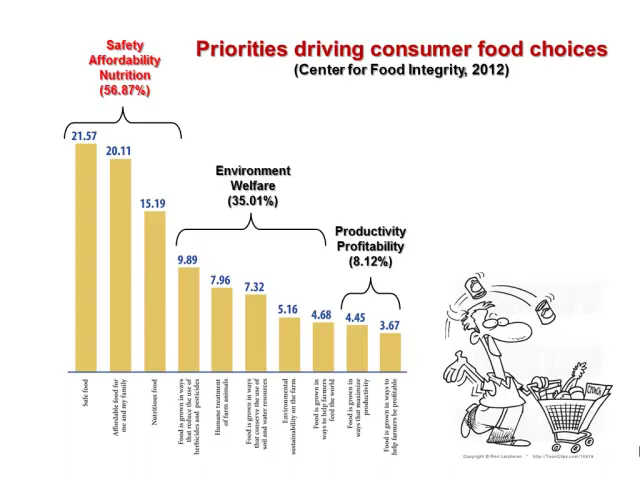 Priorities driving consumer food choices
(Center for Food Integrity, 2012)
Safety
Affordability
Nutrition
(56.87%)
Environment
Welfare
(35.01%)
Productivity
Profitability
(8.12%)
21.57
20.11
15.19
9.89
7.96
7.32
5.16
4.68
4.45
3.67
Safe food
Affordable food for
me and my family
Nutritious food
Food is grown in ways
that reduce the use of
herbicides and pesticides
Humane treatment
of farm animals
Food is grown in ways
that conserve the use of
soil and water resources
Environmental
sustainability on the farm
Food is grown in
ways to help farmers
feed the world
Food is grown in
ways that maximize
productivity
Food is grown in ways to
help farmers be profitable
Copyright © Ron Leishman * http://ToonClips.com/10519